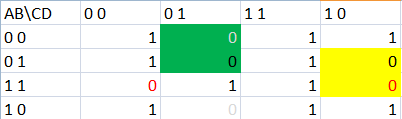 AB\CD 0 0 0 1 1 1 1 0
0 0 1 0 1 1
0 1 1 0 1 0
1 1 0 1 1 0
1 0 1 0 1 1